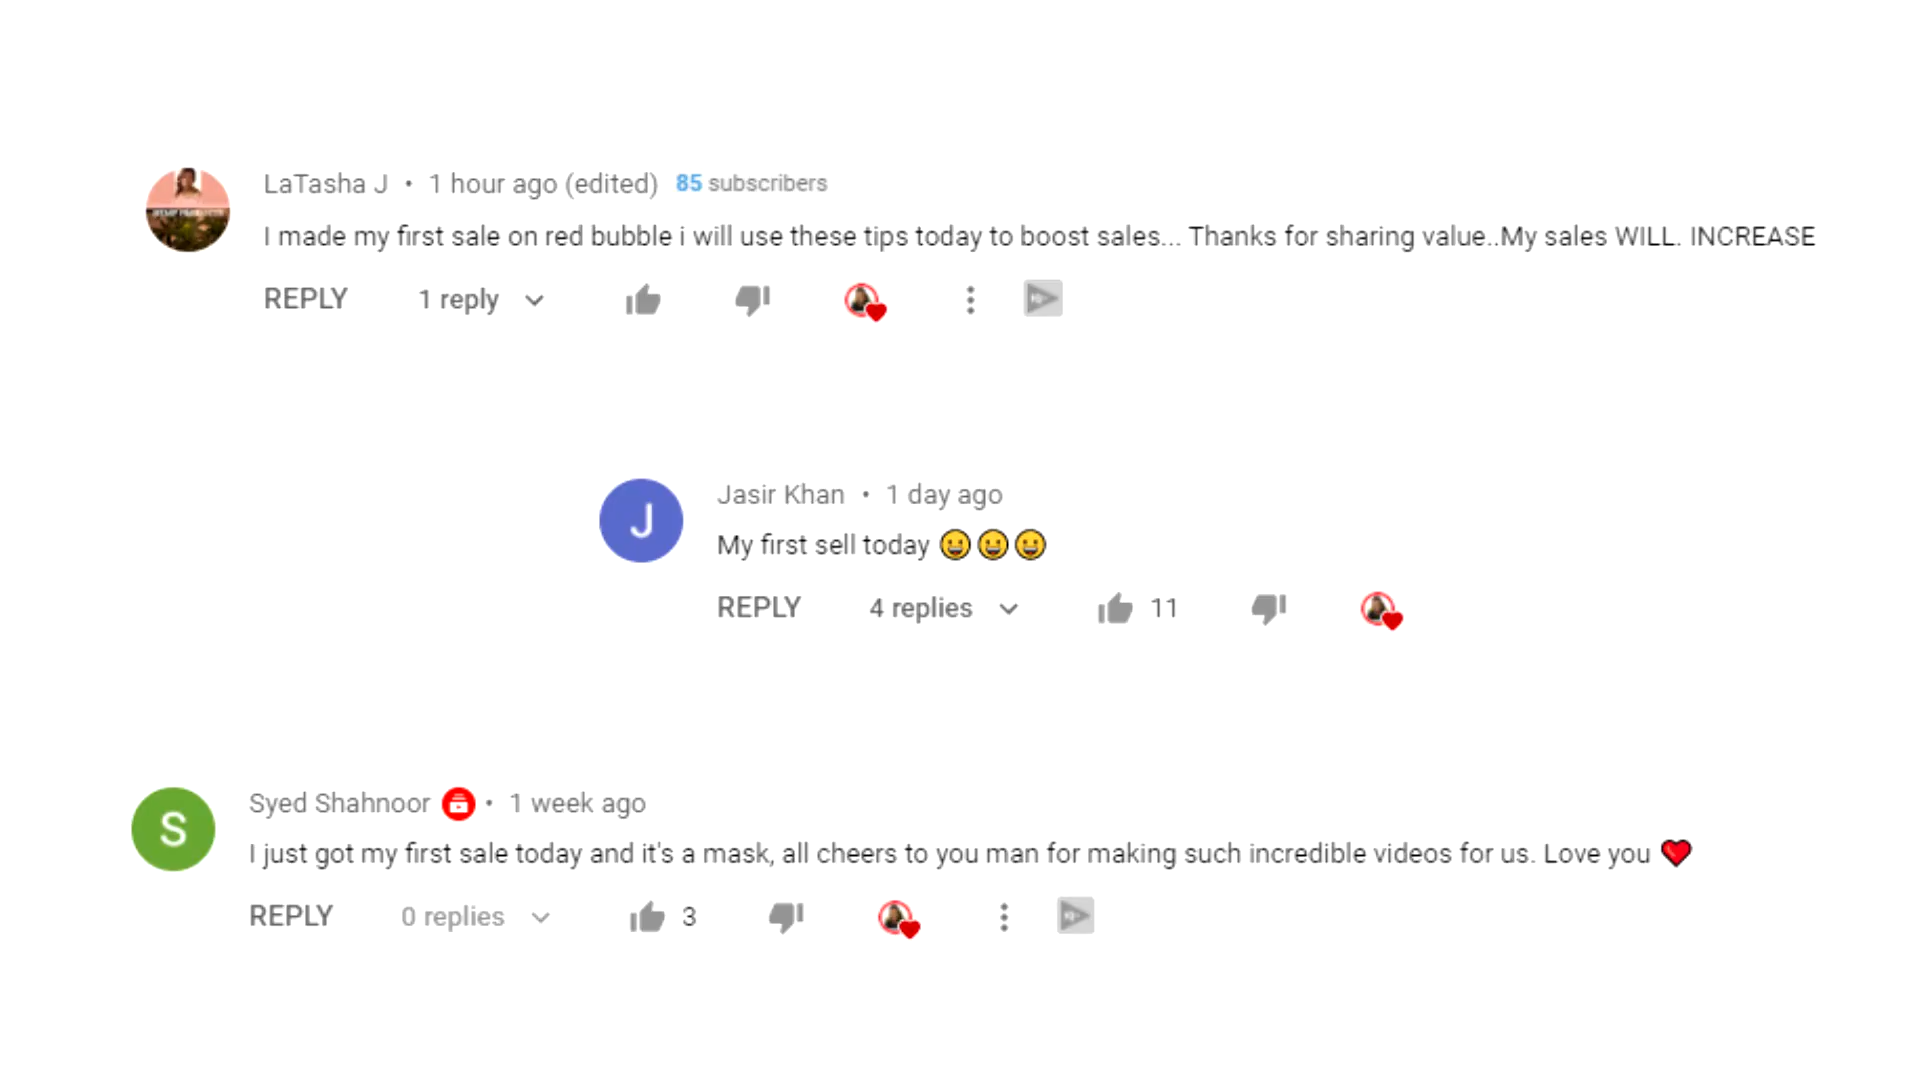 LaTasha J • 1 hour ago (edited) 85 subscribers
I made my first sale on red bubble i will use these tips today to boost sales... Thanks for sharing value..My sales WILL. INCREASE
REPLY 1 reply
Jasir Khan • 1 day ago
J
My first sell today 😀😀😀
REPLY 4 replies 11
Syed Shahnoor • 1 week ago
S
I just got my first sale today and it's a mask, all cheers to you man for making such incredible videos for us. Love you ❤️
REPLY 0 replies 3